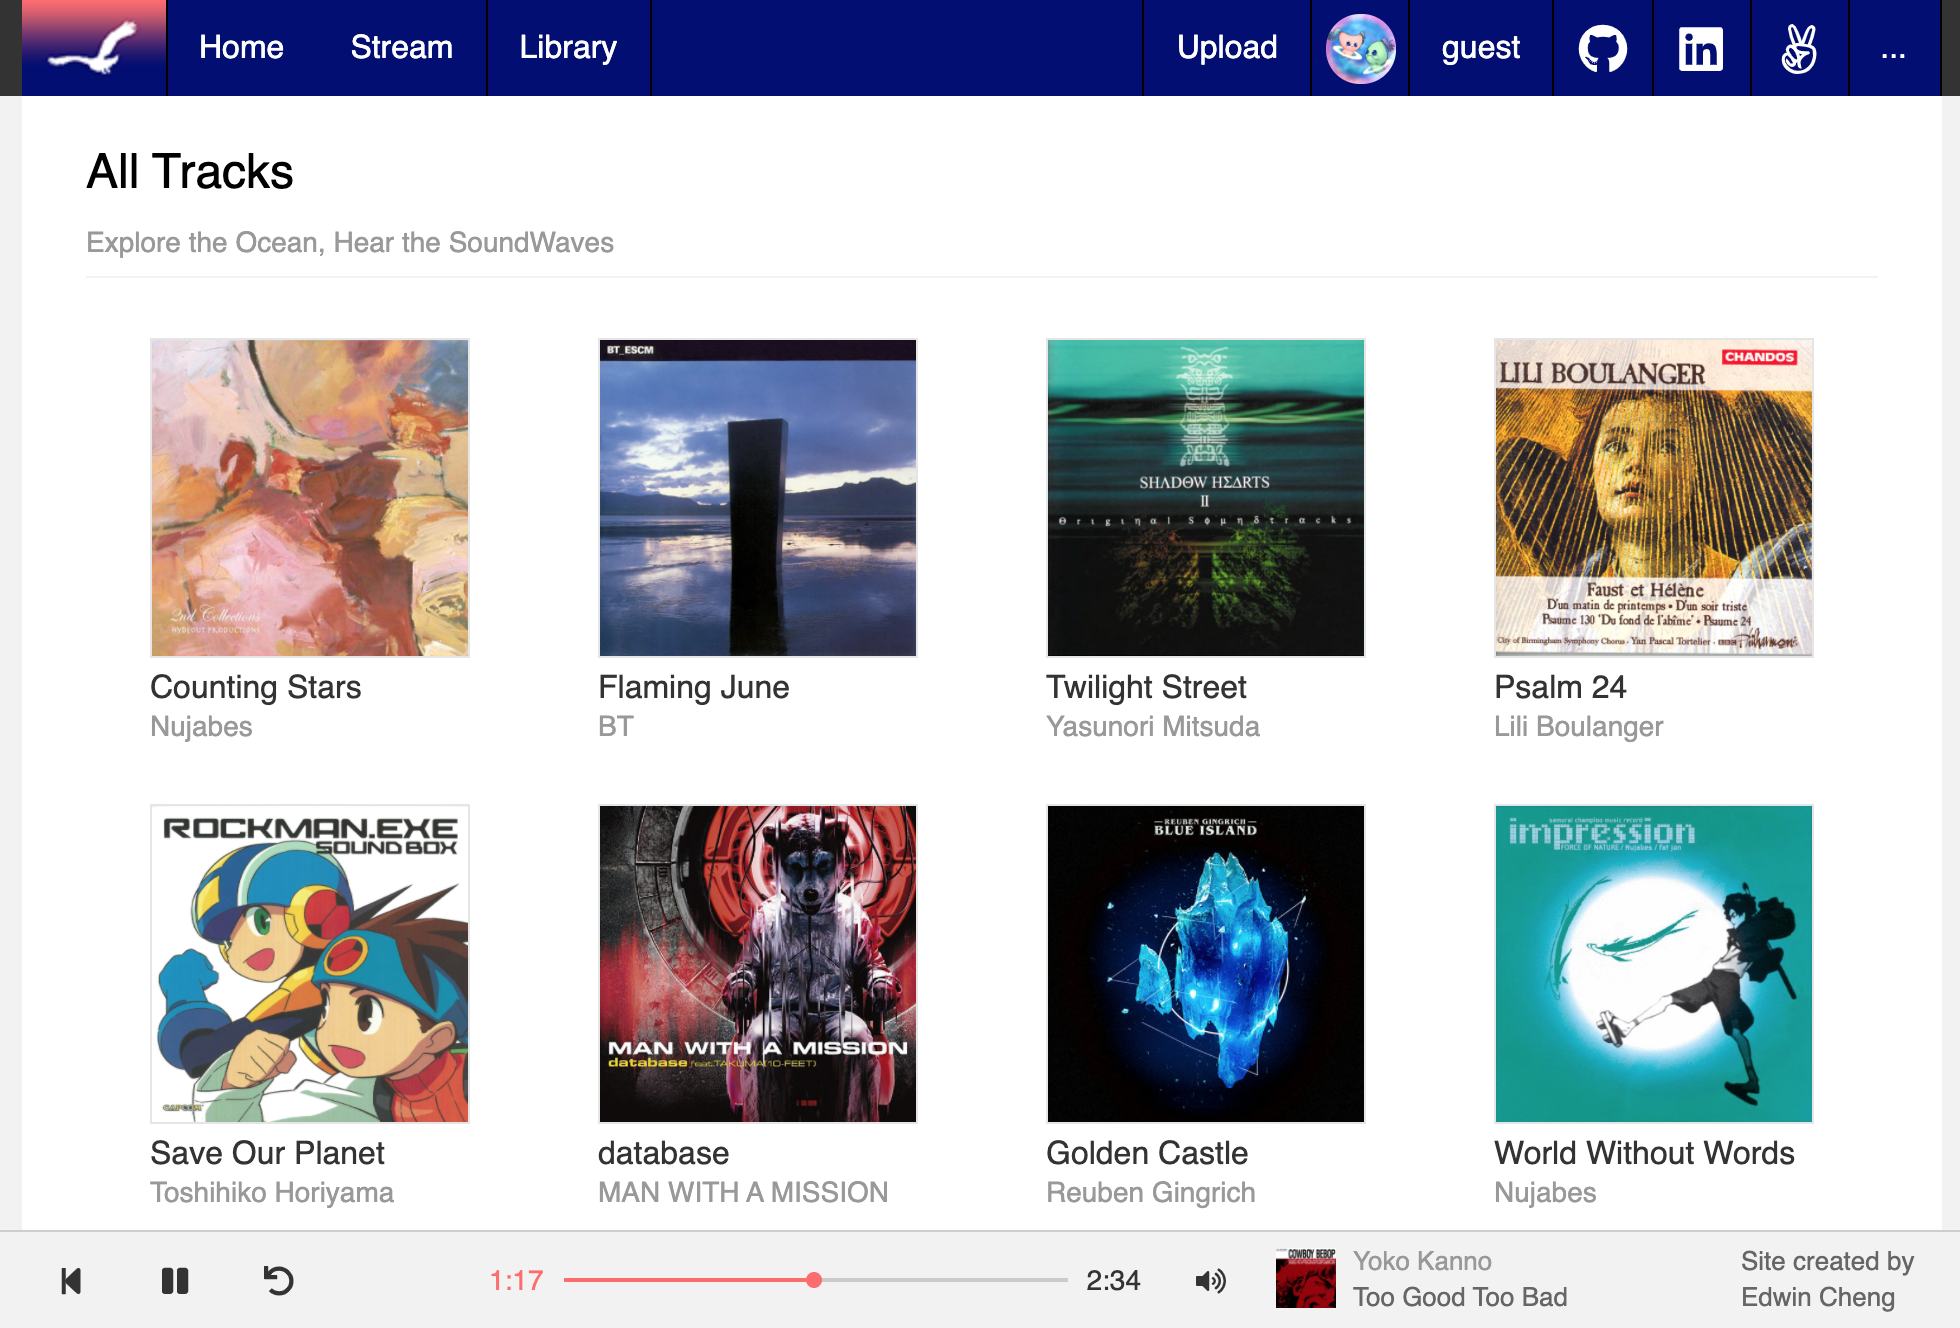 Home
Stream
Library
Upload
guest
...
All Tracks
Explore the Ocean, Hear the SoundWaves
BT_ESCM
SHΛDΘW HΣΔRTS
II
CHANDOS
LILI BOULANGER
Faust et Hélène
D'un matin de printemps • D'un soir triste
Psaume 130 'Du fond de l'abîme' • Psaume 24
City of Birmingham Symphony Chorus · Yan Pascal Tortelier · BBC Philharmonic
2nd Collections
HYDEOUT PRODUCTIONS
Counting Stars
Nujabes
Flaming June
BT
Twilight Street
Yasunori Mitsuda
Psalm 24
Lili Boulanger
ROCKMAN.EXE
SOUND BOX
CAPCOM
MAN WITH A MISSION
database feat.TAKUMA(10-FEET)
REUBEN GINGRICH
BLUE ISLAND
samurai champloo music record
impression
FORCE OF NATURE / Nujabes / fat jon
Save Our Planet
Toshihiko Horiyama
database
MAN WITH A MISSION
Golden Castle
Reuben Gingrich
World Without Words
Nujabes
1:17
2:34
COWBOY BEBOP
Yoko Kanno
Too Good Too Bad
Site created by
Edwin Cheng